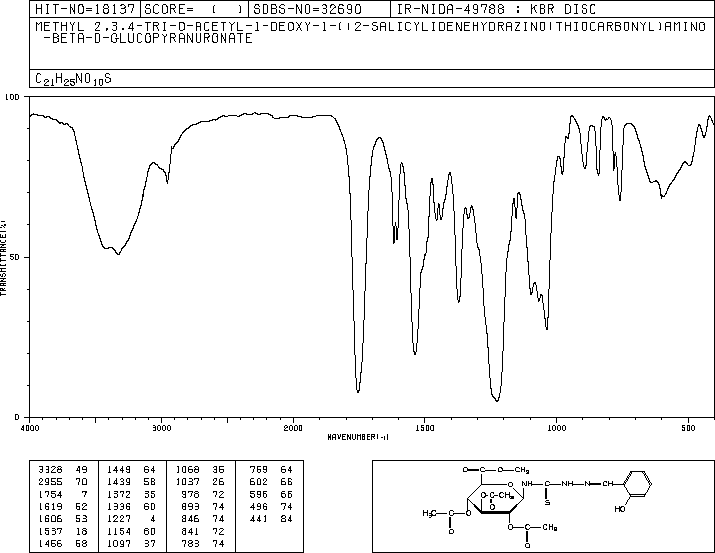 HIT-NO=18137 SCORE= ( ) SDBS-NO=32690 IR-NIDA-49788 : KBR DISC
METHYL 2,3,4-TRI-O-ACETYL-1-DEOXY-1-((2-SALICYLIDENEHYDRAZINO)THIOCARBONYL)AMINO
-BETA-D-GLUCOPYRANURONATE
C21H25NO10S
100
50
0
TRANSMITTANCE(%)
4000 3000 2000 1500 1000 500
WAVENUMBER(-1)
3328 49 1449 64 1068 36 769 64
2955 70 1439 58 1037 26 602 66
1754 7 1372 35 978 72 596 66
1619 52 1336 60 893 74 496 74
1606 53 1227 4 846 74 441 84
1537 18 1154 60 841 72
1466 68 1097 37 783 74
C O CH3
O
O
NH C NH N CH
S
HO
O C CH3
O
CH3 C O
O
O C CH3
O